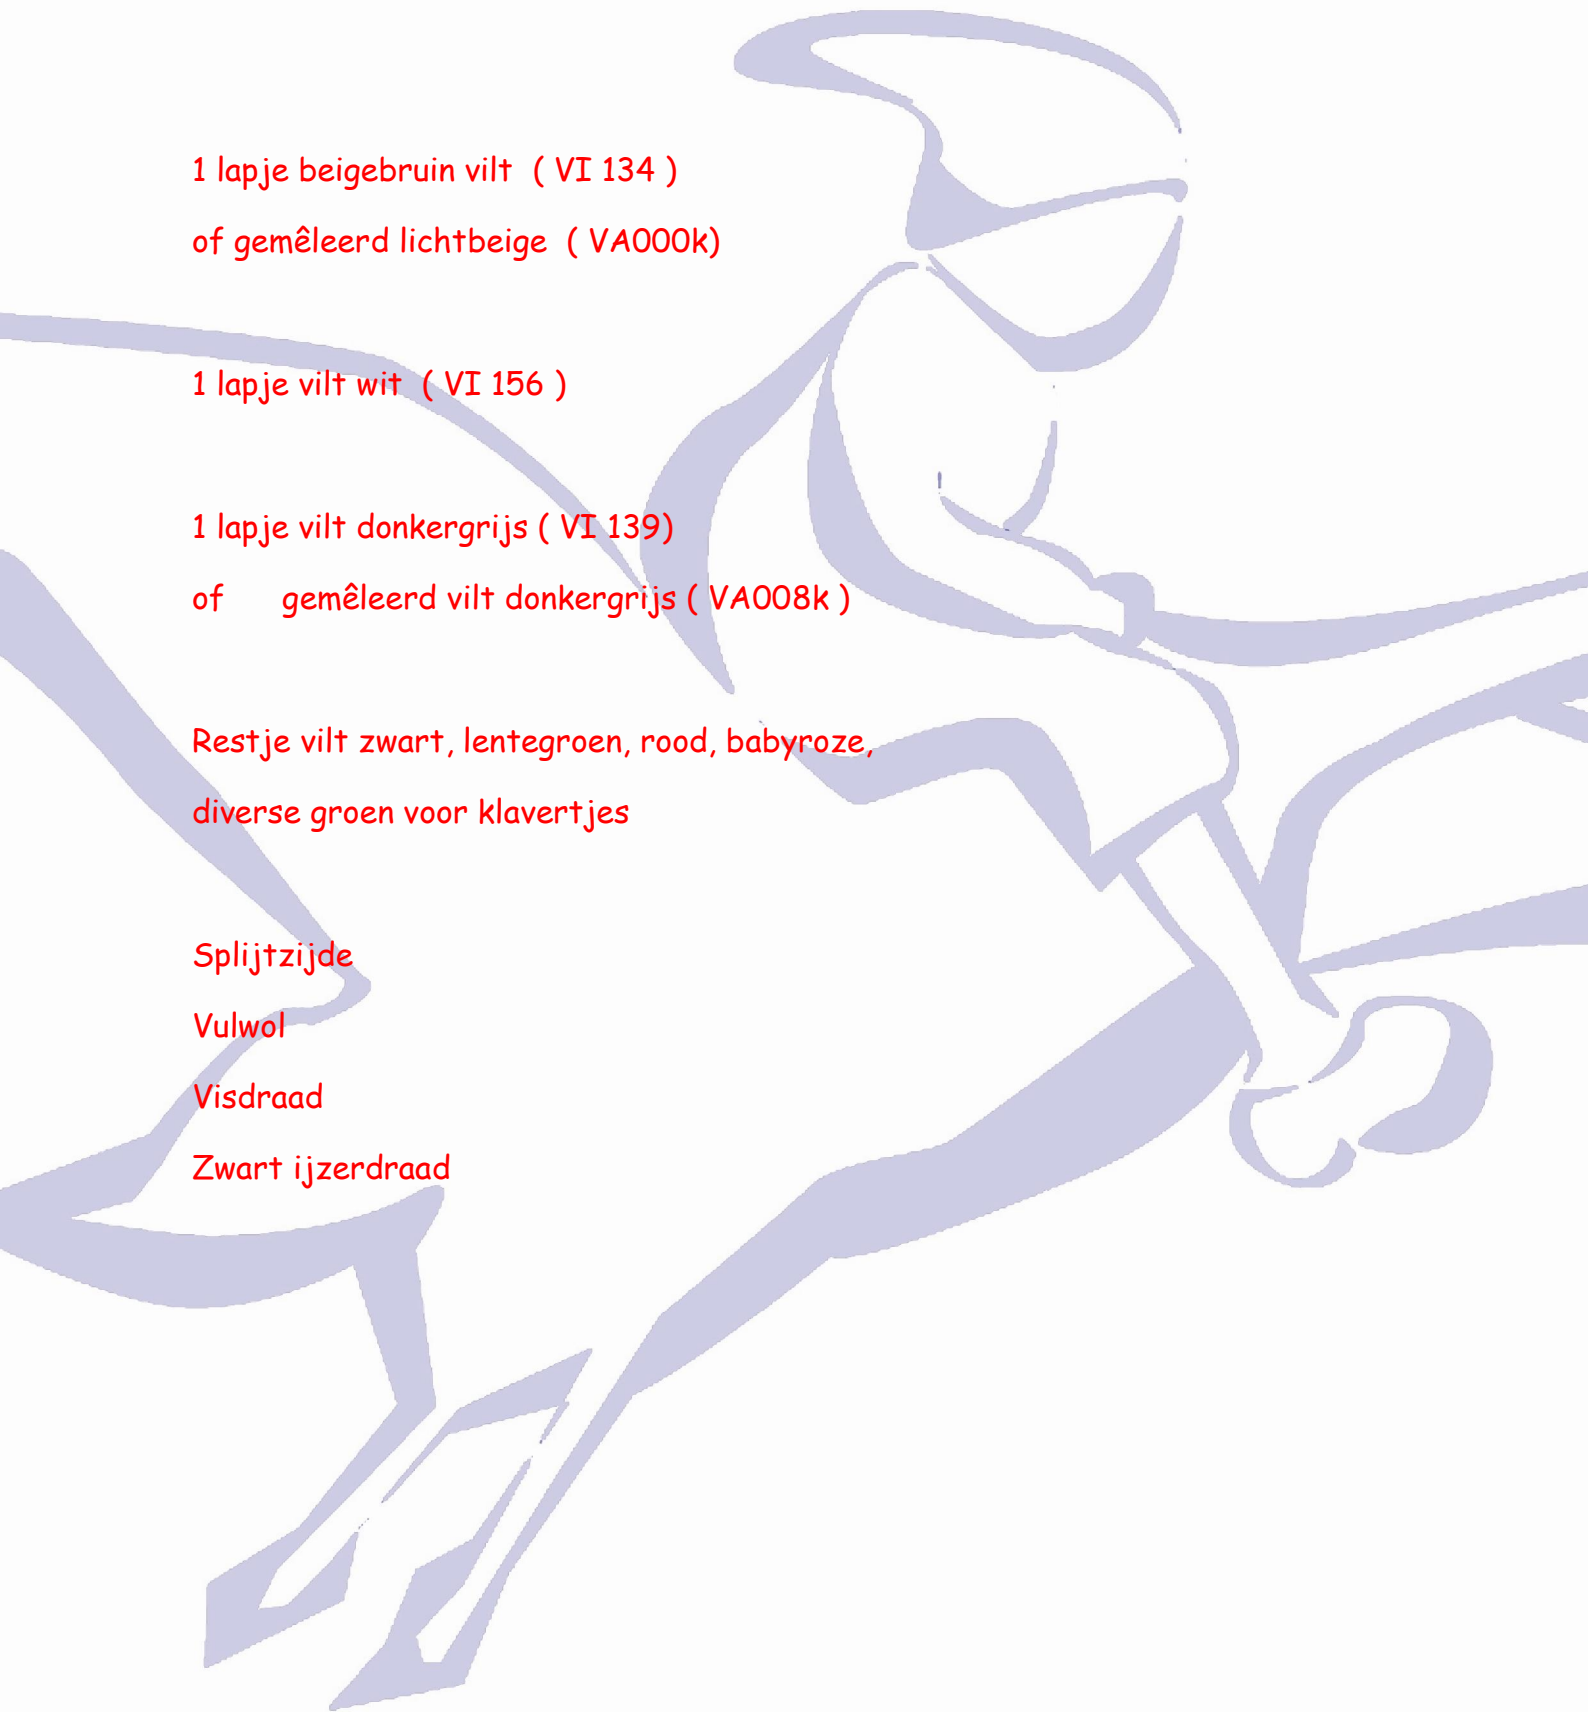 1 lapje beigebruin vilt  ( VI 134 )
of gemêleerd lichtbeige  ( VA000k)
1 lapje vilt wit  ( VI 156 )
1 lapje vilt donkergrijs ( VI 139)
of      gemêleerd vilt donkergrijs ( VA008k )
Restje vilt zwart, lentegroen, rood, babyroze,
diverse groen voor klavertjes
Splijtzijde
Vulwol
Visdraad
Zwart ijzerdraad